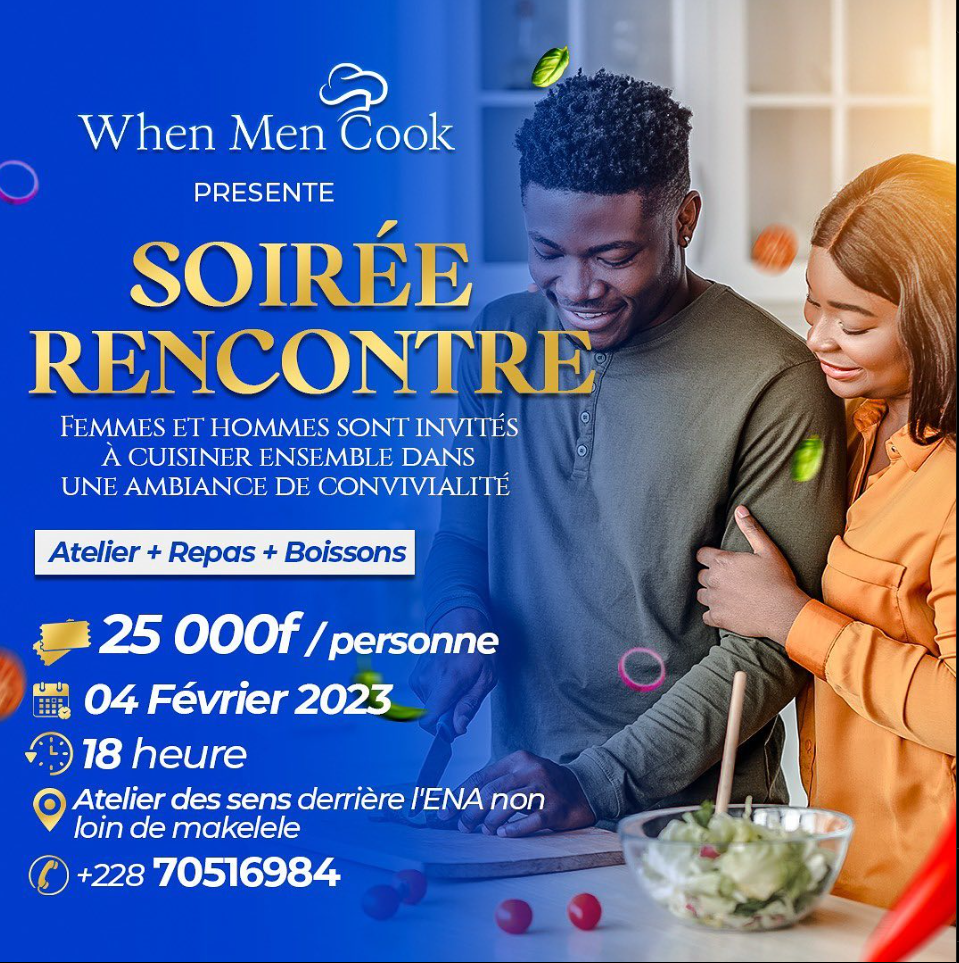 When Men Cook
PRESENTE
SOIRÉE
RENCONTRE
FEMMES ET HOMMES SONT INVITÉS
À CUISINER ENSEMBLE DANS
UNE AMBIANCE DE CONVIVIALITÉ
Atelier + Repas + Boissons
25 000f / personne
04 Février 2023
18 heure
Atelier des sens derrière l'ENA non
loin de makelele
+228 70516984